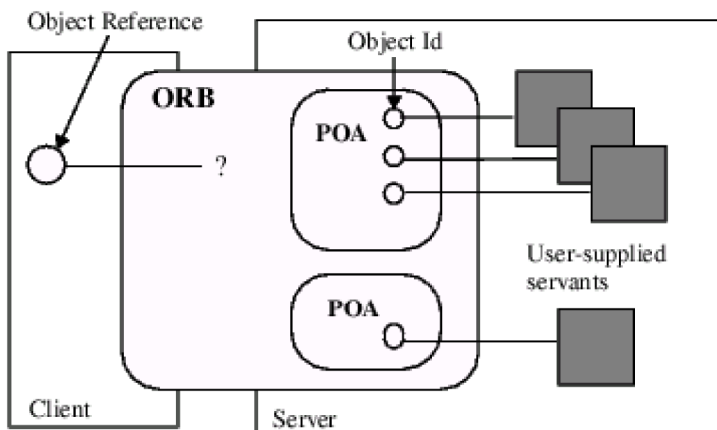 Object Reference
Object Id
ORB
POA
?
User-supplied
servants
POA
Client
Server